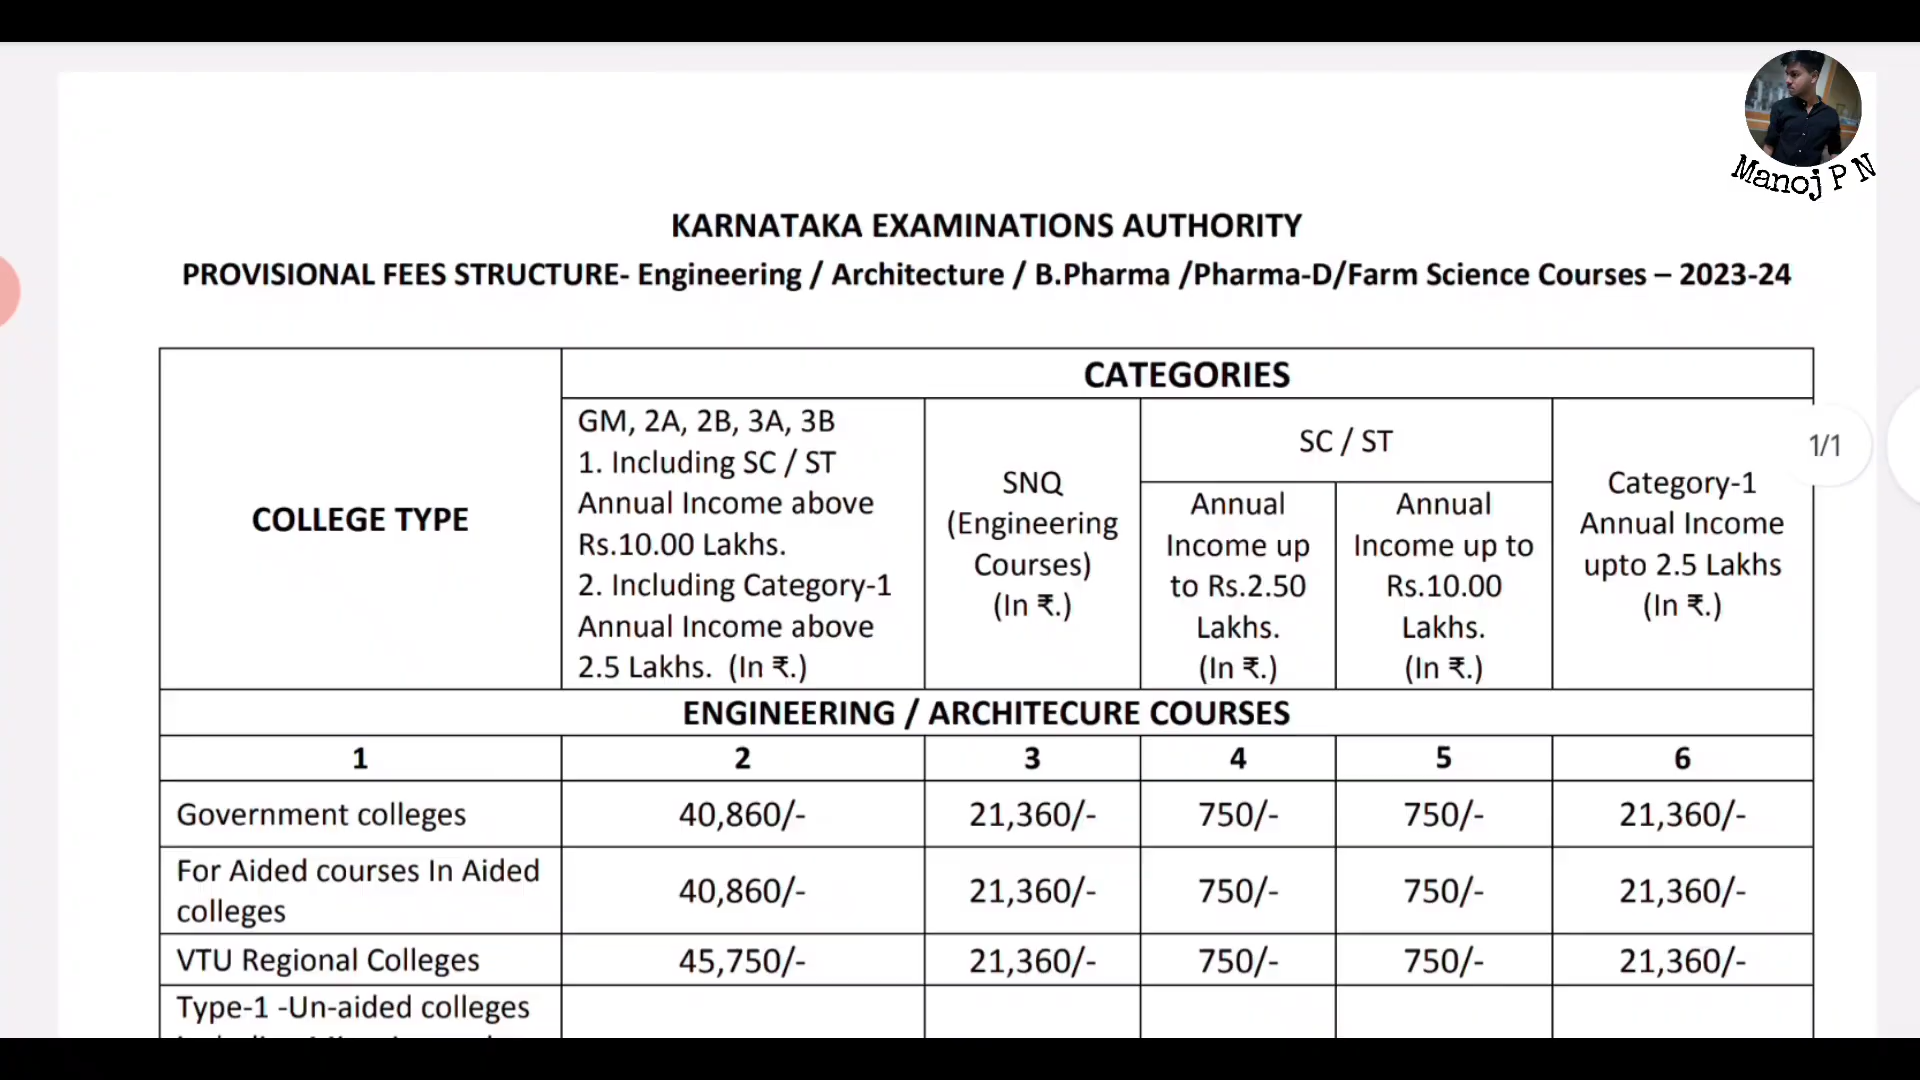 Manoj P N
KARNATAKA EXAMINATIONS AUTHORITY
PROVISIONAL FEES STRUCTURE- Engineering / Architecture / B.Pharma /Pharma-D/Farm Science Courses – 2023-24
COLLEGE TYPE
CATEGORIES
GM, 2A, 2B, 3A, 3B
1. Including SC / ST
Annual Income above
Rs.10.00 Lakhs.
2. Including Category-1
Annual Income above
2.5 Lakhs. (In ₹.)
SNQ
(Engineering
Courses)
(In ₹.)
SC / ST
Annual
Income up
to Rs.2.50
Lakhs.
(In ₹.)
Annual
Income up to
Rs.10.00
Lakhs.
(In ₹.)
Category-1
Annual Income
upto 2.5 Lakhs
(In ₹.)
1/1
ENGINEERING / ARCHITECURE COURSES
1 2 3 4 5 6
Government colleges 40,860/- 21,360/- 750/- 750/- 21,360/-
For Aided courses In Aided
colleges 40,860/- 21,360/- 750/- 750/- 21,360/-
VTU Regional Colleges 45,750/- 21,360/- 750/- 750/- 21,360/-
Type-1 -Un-aided colleges